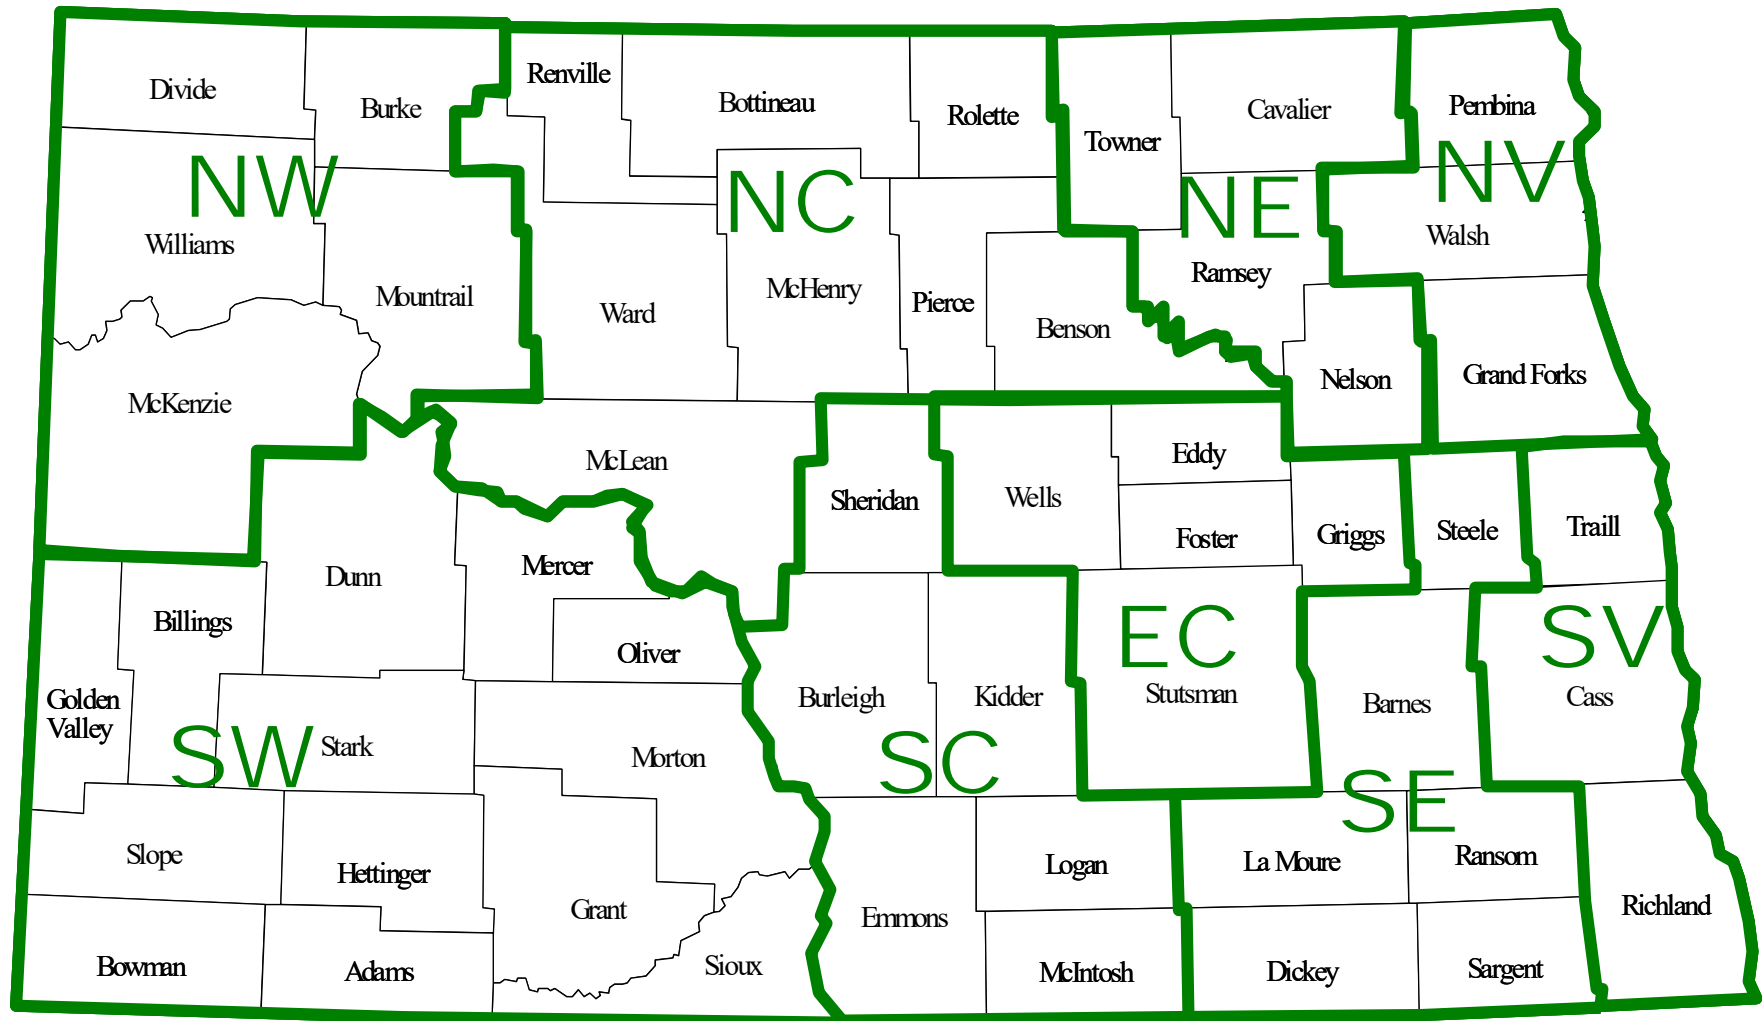 Divide
Burke
Renville
Bottineau
Rolette
Towner
Cavalier
Pembina
NW
NC
NE
NV
Williams
Mountrail
Ward
McHenry
Pierce
Benson
Ramsey
Walsh
McKenzie
Nelson
Grand Forks
McLean
Sheridan
Wells
Eddy
Foster
Griggs
Steele
Traill
Dunn
Mercer
Billings
Oliver
EC
SV
Golden
Valley
Burleigh
Kidder
Stutsman
Barnes
Cass
SW
Stark
Morton
SC
SE
Slope
Hettinger
Grant
Emmons
Logan
La Moure
Ransom
Richland
Bowman
Adams
Sioux
McIntosh
Dickey
Sargent